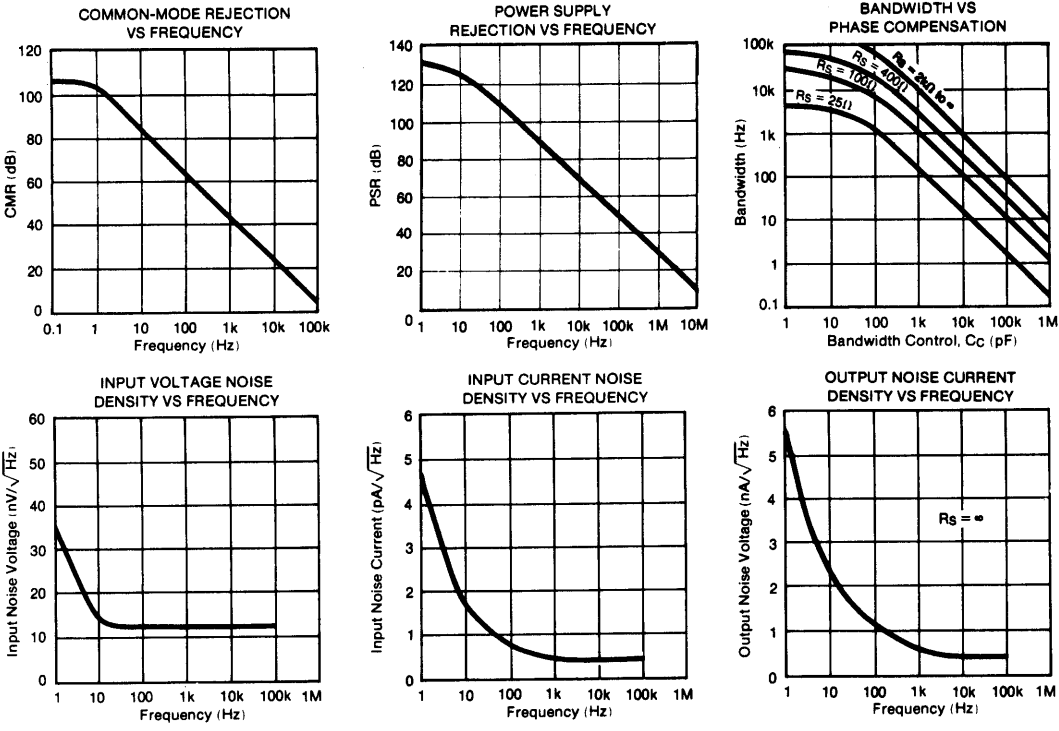 COMMON-MODE REJECTION
VS FREQUENCY
120
100
80
60
40
20
0
CMR (dB)
0.1 1 10 100 1k 10k 100k
Frequency (Hz)
POWER SUPPLY
REJECTION VS FREQUENCY
140
120
100
80
60
40
20
0
PSR (dB)
1 10 100 1k 10k 100k 1M 10M
Frequency (Hz)
BANDWIDTH VS
PHASE COMPENSATION
100k
10k
1k
100
10
1
0.1
Bandwidth (Hz)
RS = 2kΩ to ∞
RS = 400Ω
RS = 100Ω
RS = 25Ω
1 10 100 1k 10k 100k 1M
Bandwidth Control, CC (pF)
INPUT VOLTAGE NOISE
DENSITY VS FREQUENCY
60
50
40
30
20
10
0
Input Noise Voltage (nV/√Hz)
1 10 100 1k 10k 100k 1M
Frequency (Hz)
INPUT CURRENT NOISE
DENSITY VS FREQUENCY
6
5
4
3
2
1
0
Input Noise Current (pA/√Hz)
1 10 100 1k 10k 100k 1M
Frequency (Hz)
OUTPUT NOISE CURRENT
DENSITY VS FREQUENCY
6
5
4
3
2
1
0
Output Noise Voltage (nA/√Hz)
RS = ∞
1 10 100 1k 10k 100k 1M
Frequency (Hz)